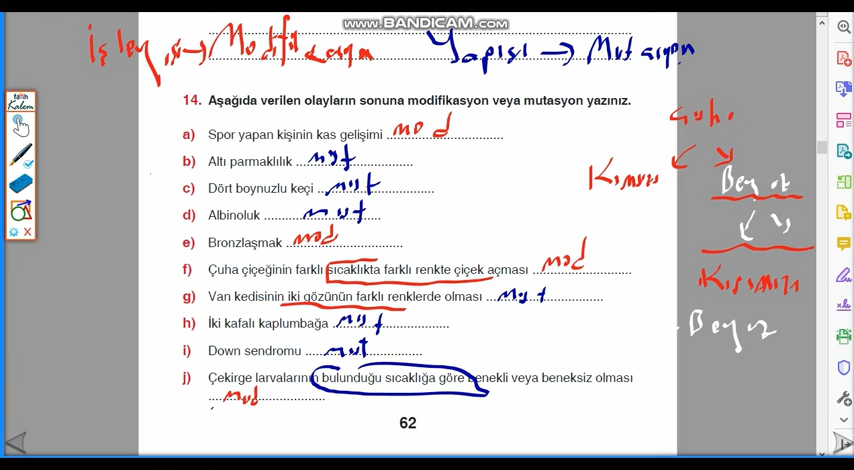 www.BANDICAM.com
İşleyişi → Modifikasyon
Yapısı → Mutasyon
14. Aşağıda verilen olayların sonuna modifikasyon veya mutasyon yazınız.
a) Spor yapan kişinin kas gelişimi mod
b) Altı parmaklılık mut
c) Dört boynuzlu keçi mut
d) Albinoluk mut
e) Bronzlaşmak mod
f) Çuha çiçeğinin farklı sıcaklıkta farklı renkte çiçek açması mod
g) Van kedisinin iki gözünün farklı renklerde olması mut
h) İki kafalı kaplumbağa mut
i) Down sendromu mut
j) Çekirge larvalarının bulunduğu sıcaklığa göre benekli veya beneksiz olması
mod
Çuha
Beyaz
Beyaz
62
Fatih
Kalem